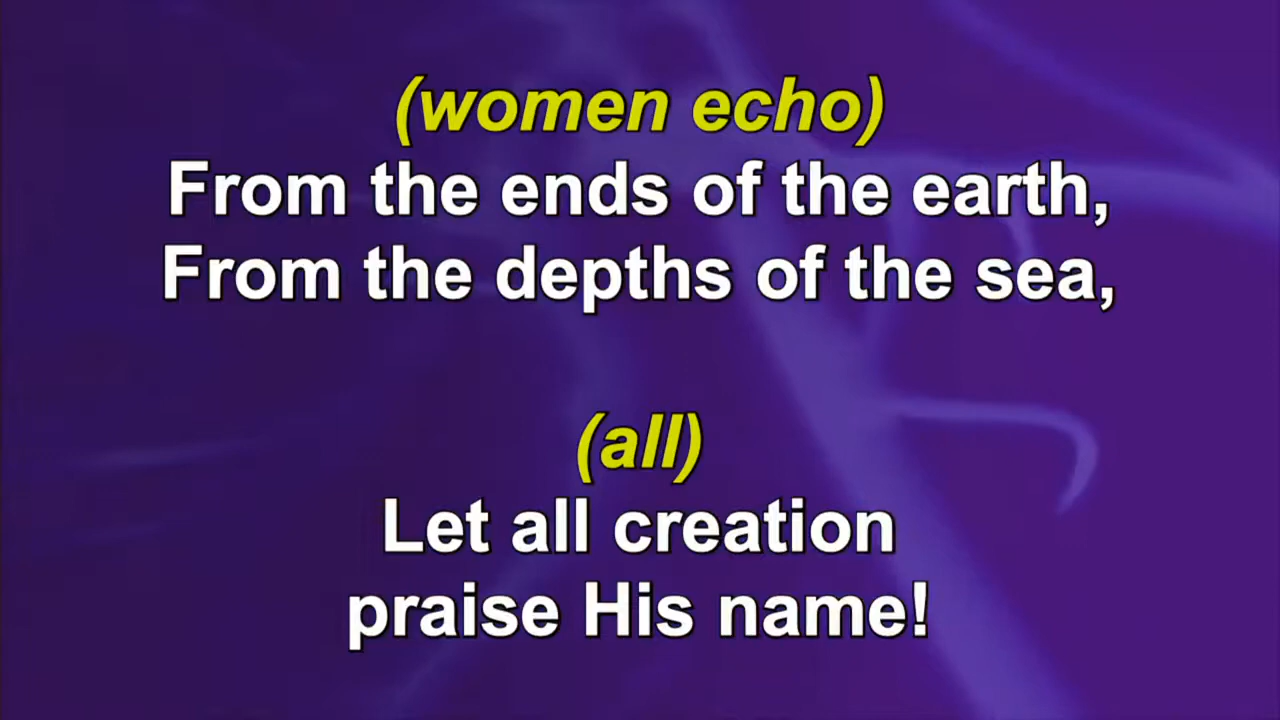 (women echo)
From the ends of the earth,
From the depths of the sea,
(all)
Let all creation
praise His name!